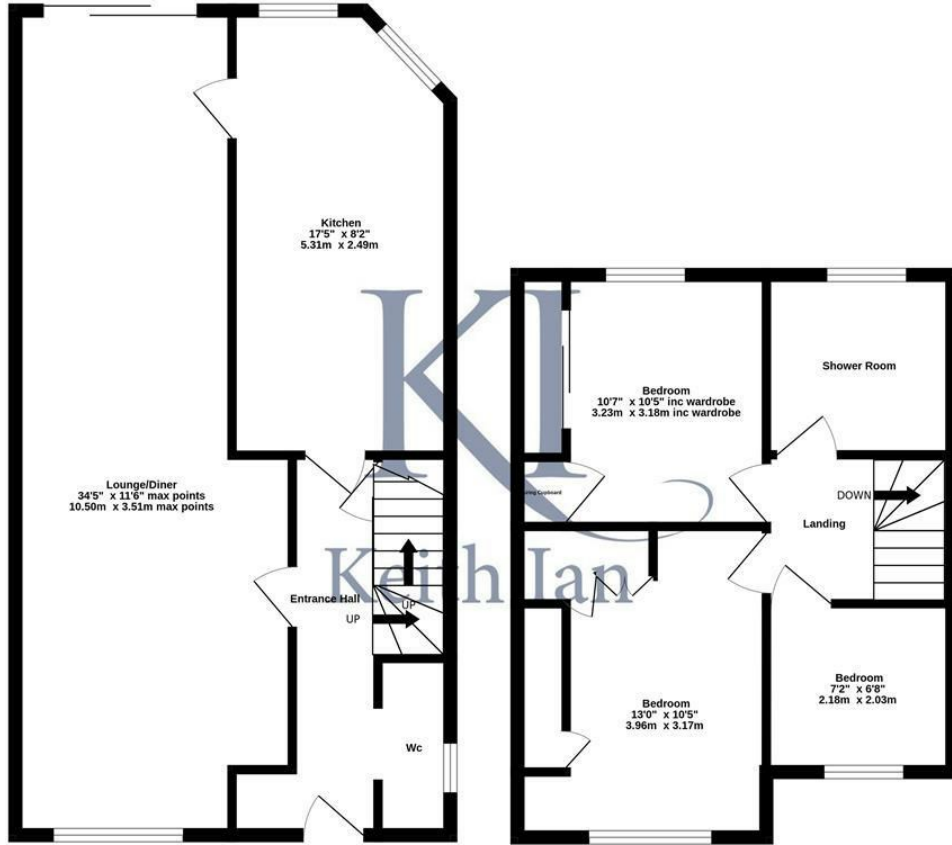 Kitchen
17'5" x 8'2"
5.31m x 2.49m
Lounge/Diner
34'5" x 11'6" max points
10.50m x 3.51m max points
Entrance Hall
UP
UP
Wc
KI
Keith Ian
Bedroom
10'7" x 10'5" inc wardrobe
3.23m x 3.18m inc wardrobe
Shower Room
Cupboard
DOWN
Landing
Bedroom
13'0" x 10'5"
3.96m x 3.17m
Bedroom
7'2" x 6'8"
2.18m x 2.03m